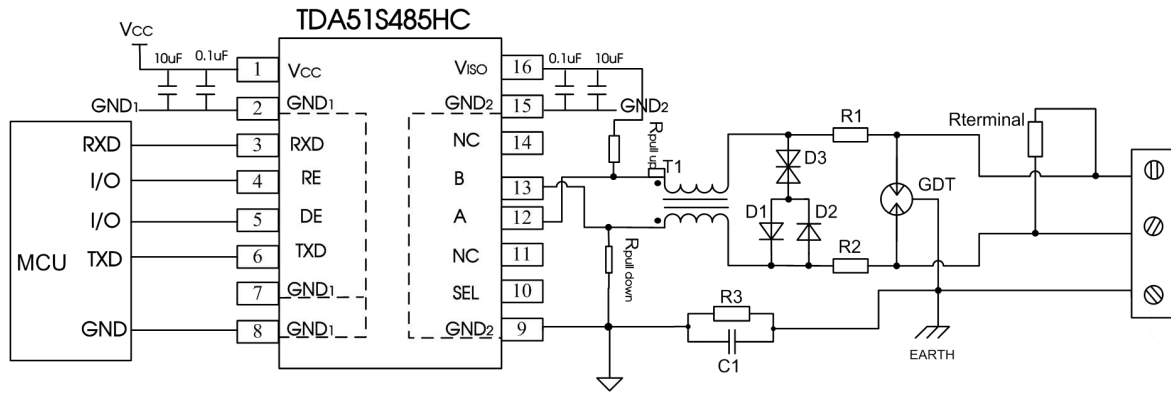 TDA51S485HC
VCC
10uF
0.1uF
GND1
1
VCC
2
GND1
3
RXD
4
RE
5
DE
6
TXD
7
GND1
8
GND1
MCU
RXD
I/O
I/O
TXD
GND
VISO
16
GND2
15
NC
14
B
13
A
12
NC
11
SEL
10
GND2
9
0.1uF
10uF
GND2
Rpull up
T1
Rpull down
D3
D1
D2
R1
R2
GDT
Rterminal
R3
C1
EARTH